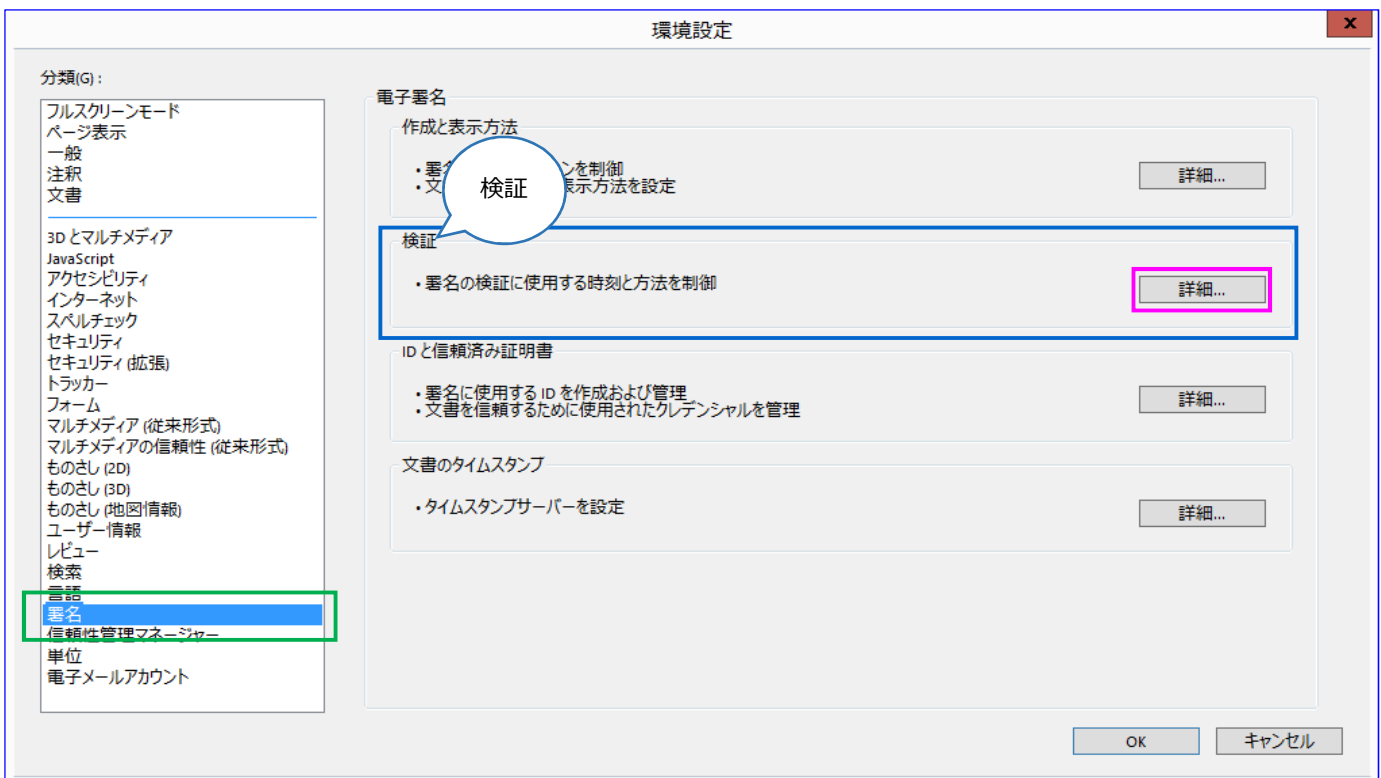 環境設定
x
分類(G) :
フルスクリーンモード
ページ表示
一般
注釈
文書
3D とマルチメディア
JavaScript
アクセシビリティ
インターネット
スペルチェック
セキュリティ
セキュリティ (拡張)
トラッカー
フォーム
マルチメディア (従来形式)
マルチメディアの信頼性 (従来形式)
ものさし (2D)
ものさし (3D)
ものさし (地図情報)
ユーザー情報
レビュー
検索
言語
署名
信頼性管理マネージャー
単位
電子メールアカウント
電子署名
作成と表示方法
・署 ンを制御
・文 表示方法を設定
詳細...
検証
検証
・署名の検証に使用する時刻と方法を制御
詳細...
ID と信頼済み証明書
・署名に使用する ID を作成および管理
・文書を信頼するために使用されたクレデンシャルを管理
詳細...
文書のタイムスタンプ
・タイムスタンプサーバーを設定
詳細...
OK
キャンセル